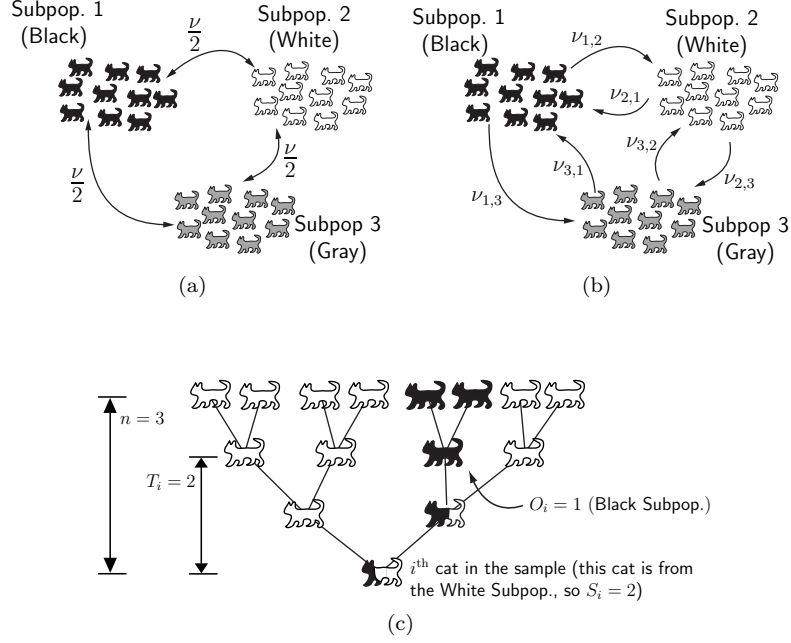 Subpop. 1
(Black)
ν/2
Subpop. 2
(White)
ν/2
ν/2
Subpop 3
(Gray)
(a)
Subpop. 1
(Black)
ν1,2
Subpop. 2
(White)
ν2,1
ν3,2
ν3,1
ν2,3
ν1,3
Subpop 3
(Gray)
(b)
n = 3
Ti = 2
Oi = 1 (Black Subpop.)
ith cat in the sample (this cat is from
the White Subpop., so Si = 2)
(c)